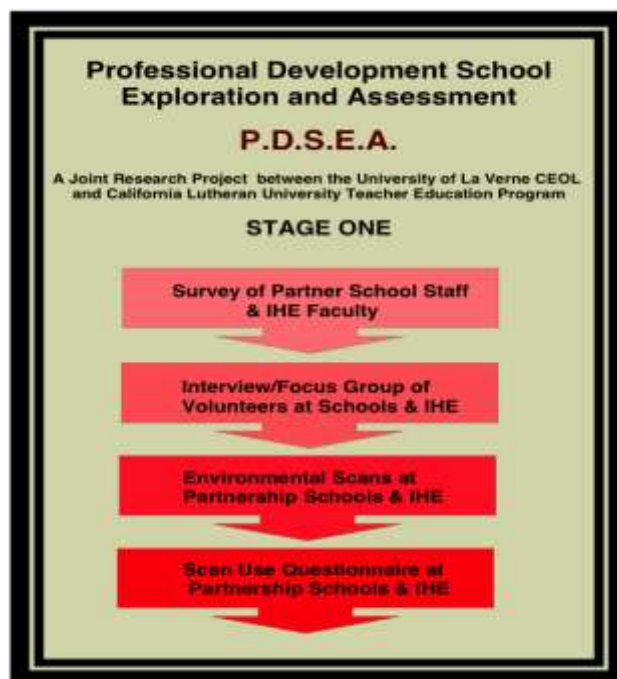 Professional Development School
Exploration and Assessment
P.D.S.E.A.
A Joint Research Project between the University of La Verne CEOL
and California Lutheran University Teacher Education Program
STAGE ONE
Survey of Partner School Staff
& IHE Faculty
Interview/Focus Group of
Volunteers at Schools & IHE
Environmental Scans at
Partnership Schools & IHE
Scan Use Questionnaire at
Partnership Schools & IHE